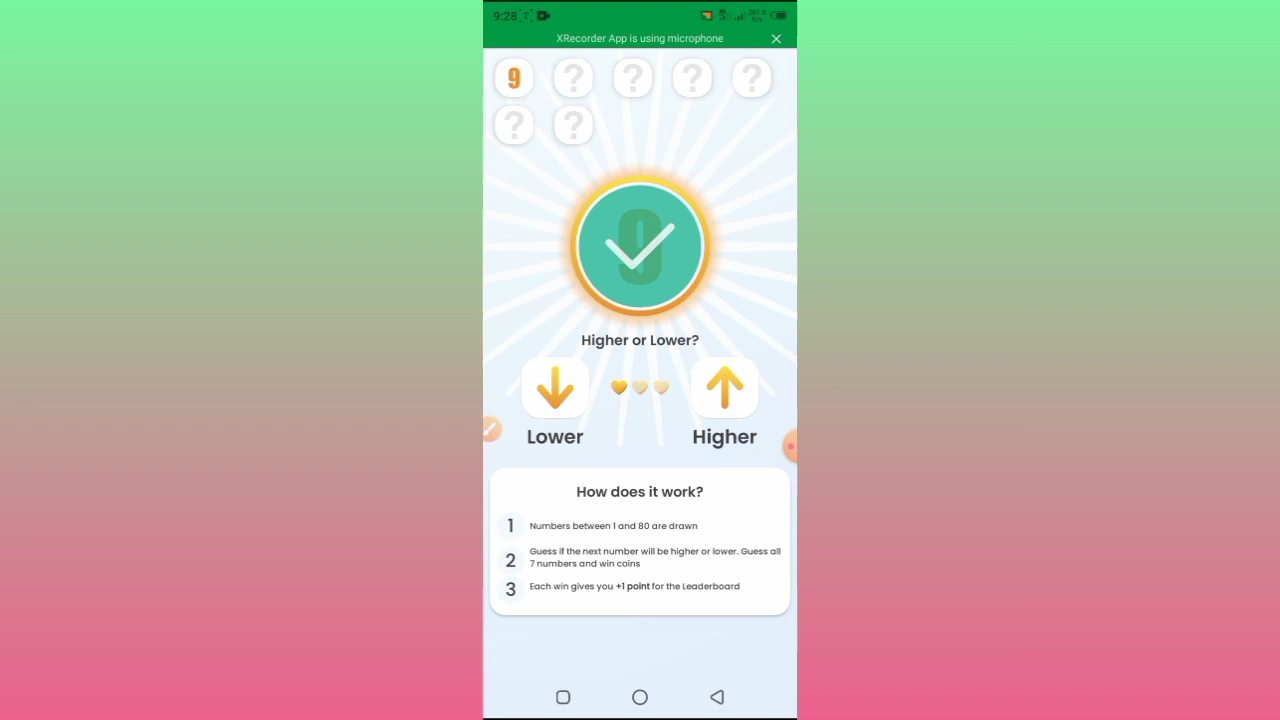 9:28
XRecorder App is using microphone
9 ? ? ? ?
? ?
9
Higher or Lower?
Lower Higher
How does it work?
1 Numbers between 1 and 80 are drawn
2 Guess if the next number will be higher or lower. Guess all
7 numbers and win coins
3 Each win gives you +1 point for the Leaderboard